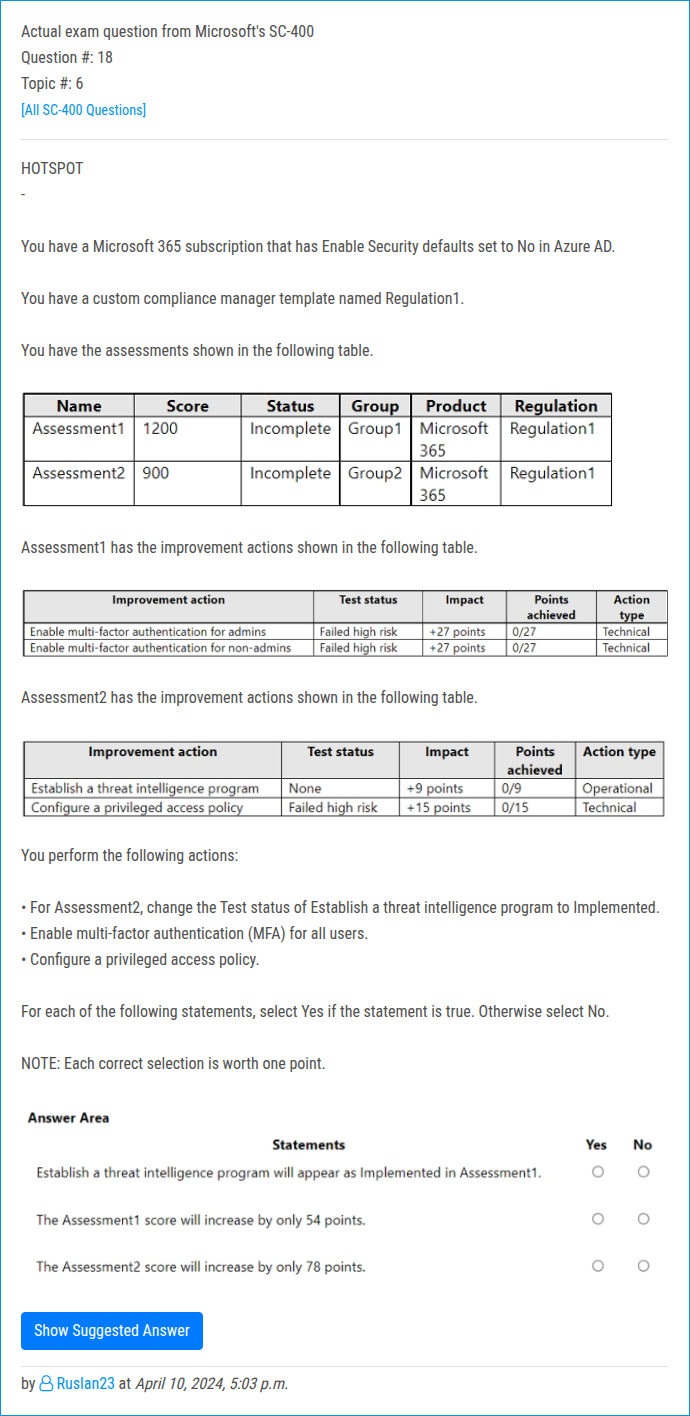 Actual exam question from Microsoft's SC-400
Question #: 18
Topic #: 6
[All SC-400 Questions]
HOTSPOT
-
You have a Microsoft 365 subscription that has Enable Security defaults set to No in Azure AD.
You have a custom compliance manager template named Regulation1.
You have the assessments shown in the following table.
Name Score Status Group Product Regulation
Assessment1 1200 Incomplete Group1 Microsoft 365 Regulation1
Assessment2 900 Incomplete Group2 Microsoft 365 Regulation1
Assessment1 has the improvement actions shown in the following table.
Improvement action Test status Impact Points achieved Action type
Enable multi-factor authentication for admins Failed high risk +27 points 0/27 Technical
Enable multi-factor authentication for non-admins Failed high risk +27 points 0/27 Technical
Assessment2 has the improvement actions shown in the following table.
Improvement action Test status Impact Points achieved Action type
Establish a threat intelligence program None +9 points 0/9 Operational
Configure a privileged access policy Failed high risk +15 points 0/15 Technical
You perform the following actions:
• For Assessment2, change the Test status of Establish a threat intelligence program to Implemented.
• Enable multi-factor authentication (MFA) for all users.
• Configure a privileged access policy.
For each of the following statements, select Yes if the statement is true. Otherwise select No.
NOTE: Each correct selection is worth one point.
Answer Area
Statements Yes No
Establish a threat intelligence program will appear as Implemented in Assessment1.
The Assessment1 score will increase by only 54 points.
The Assessment2 score will increase by only 78 points.
Show Suggested Answer
by Ruslan23 at April 10, 2024, 5:03 p.m.